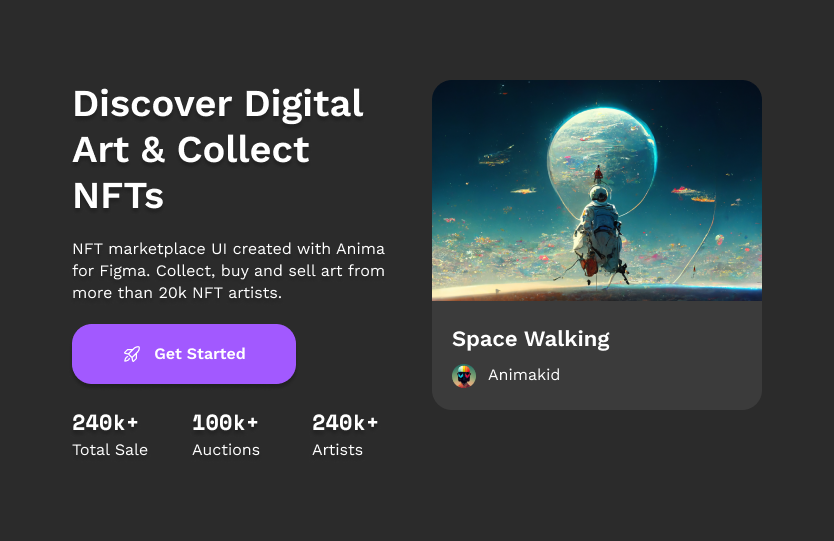 Discover Digital
Art & Collect
NFTs
NFT marketplace UI created with Anima
for Figma. Collect, buy and sell art from
more than 20k NFT artists.
Get Started
240k+ 100k+ 240k+
Total Sale Auctions Artists
Space Walking
Animakid